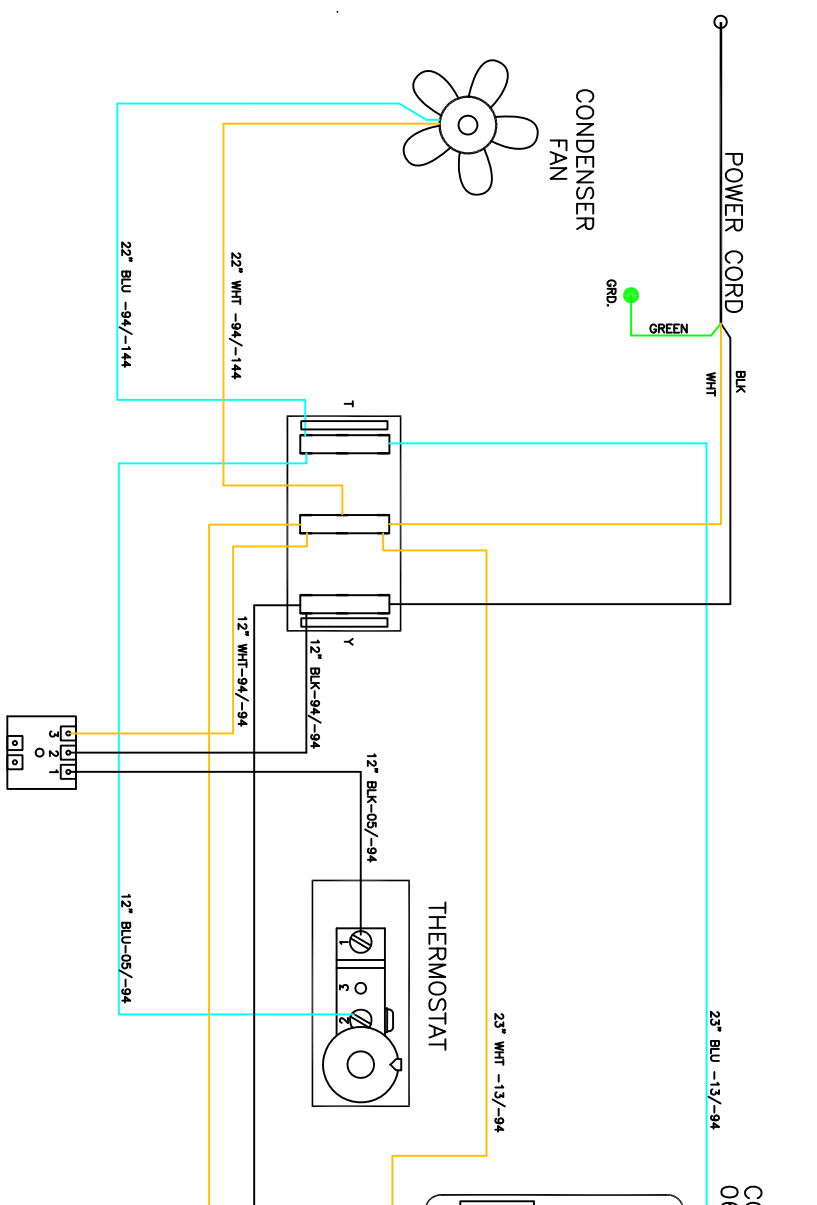 POWER CORD
CONDENSER
FAN
GRD.
GREEN
BLK
WHT
22" BLU -94/-144
22" WHT -94/-144
T
Y
12" WHT-94/-94
12" BLK-94/-94
3
2
1
12" BLK-05/-94
12" BLU-05/-94
THERMOSTAT
1
3
2
23" WHT -13/-94
23" BLU -13/-94